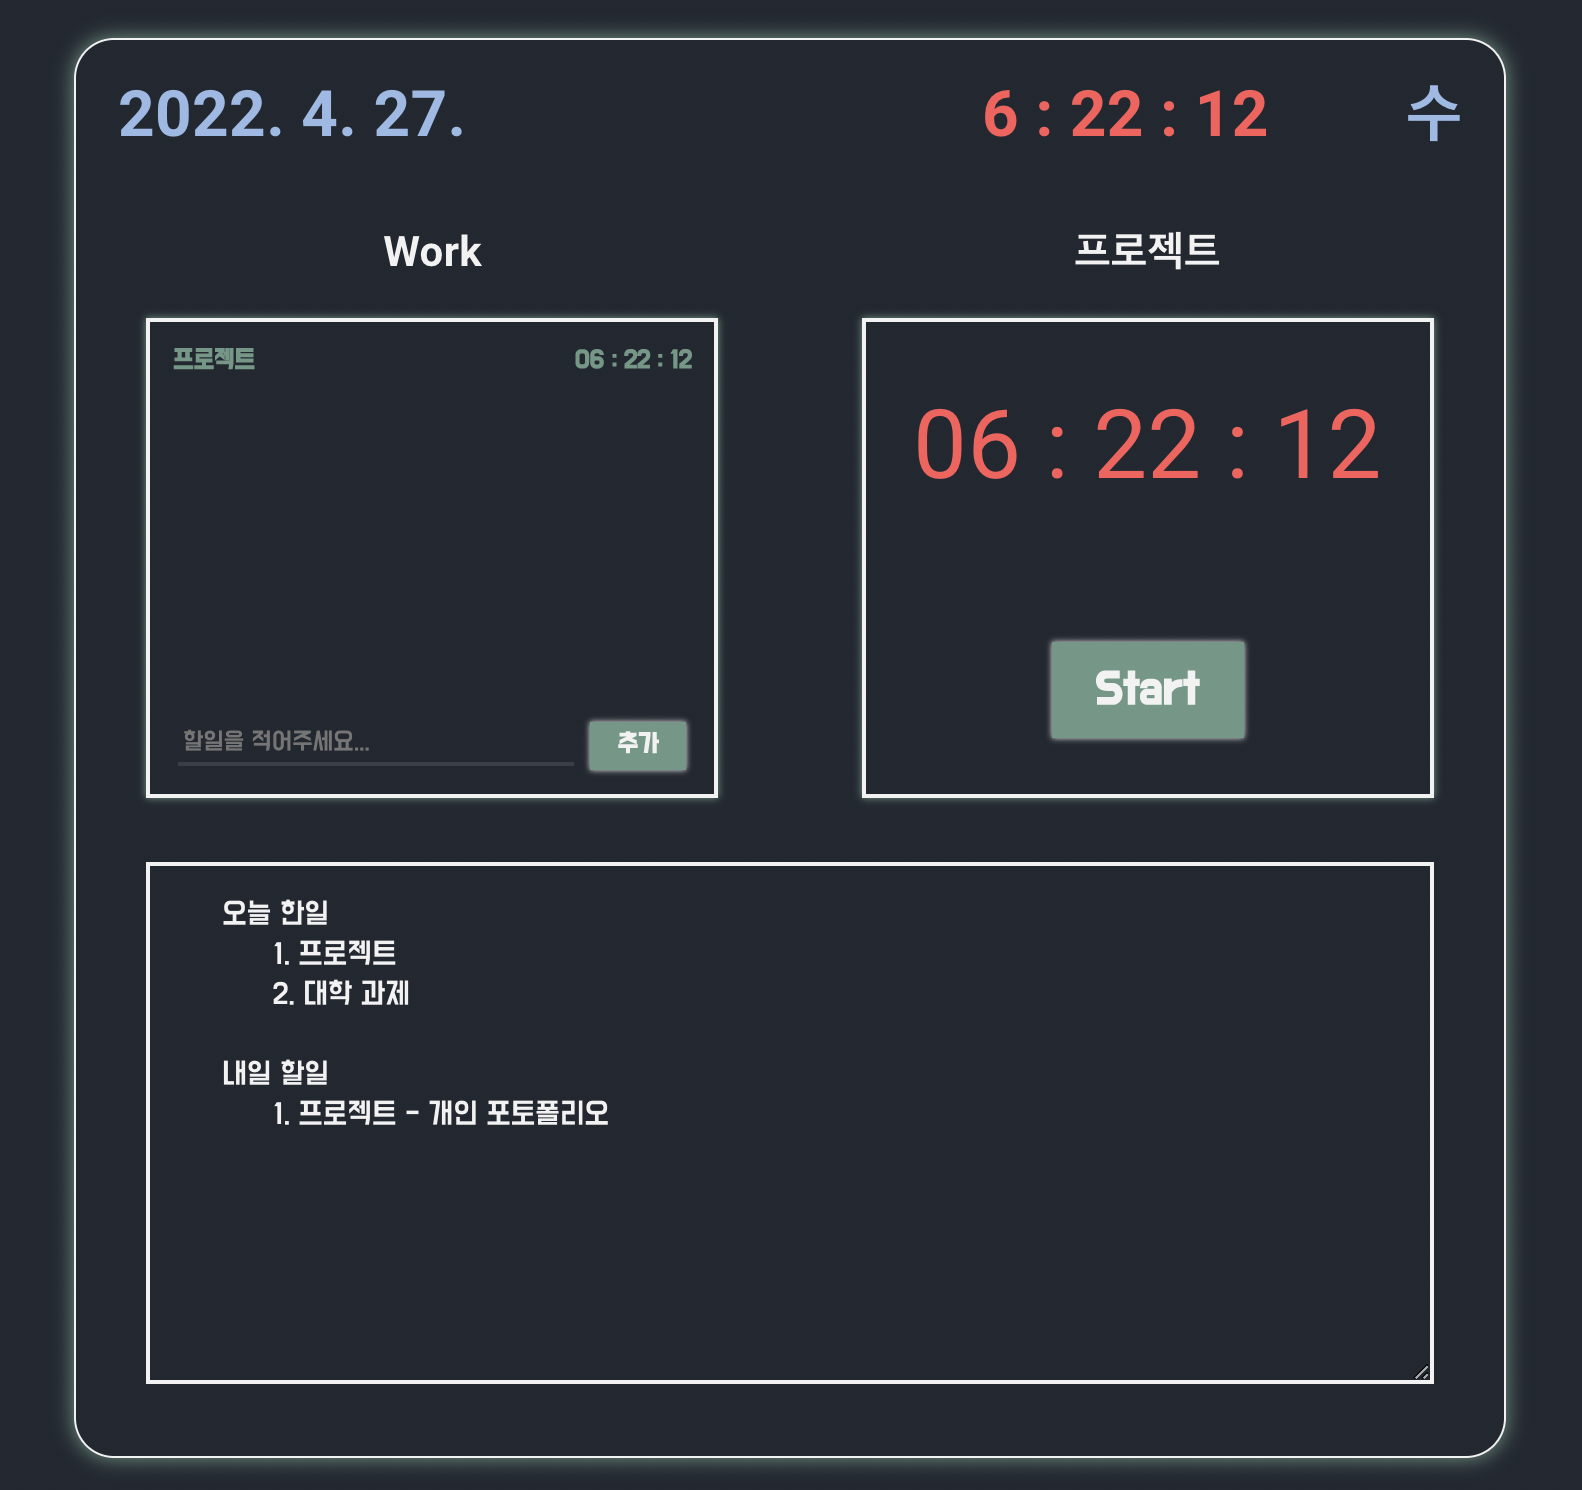 2022. 4. 27.
6 : 22 : 12
수
Work
프로젝트
프로젝트
06 : 22 : 12
할일을 적어주세요...
추가
06 : 22 : 12
Start
오늘 한일
1. 프로젝트
2. 대학 과제
내일 할일
1. 프로젝트 - 개인 포토폴리오